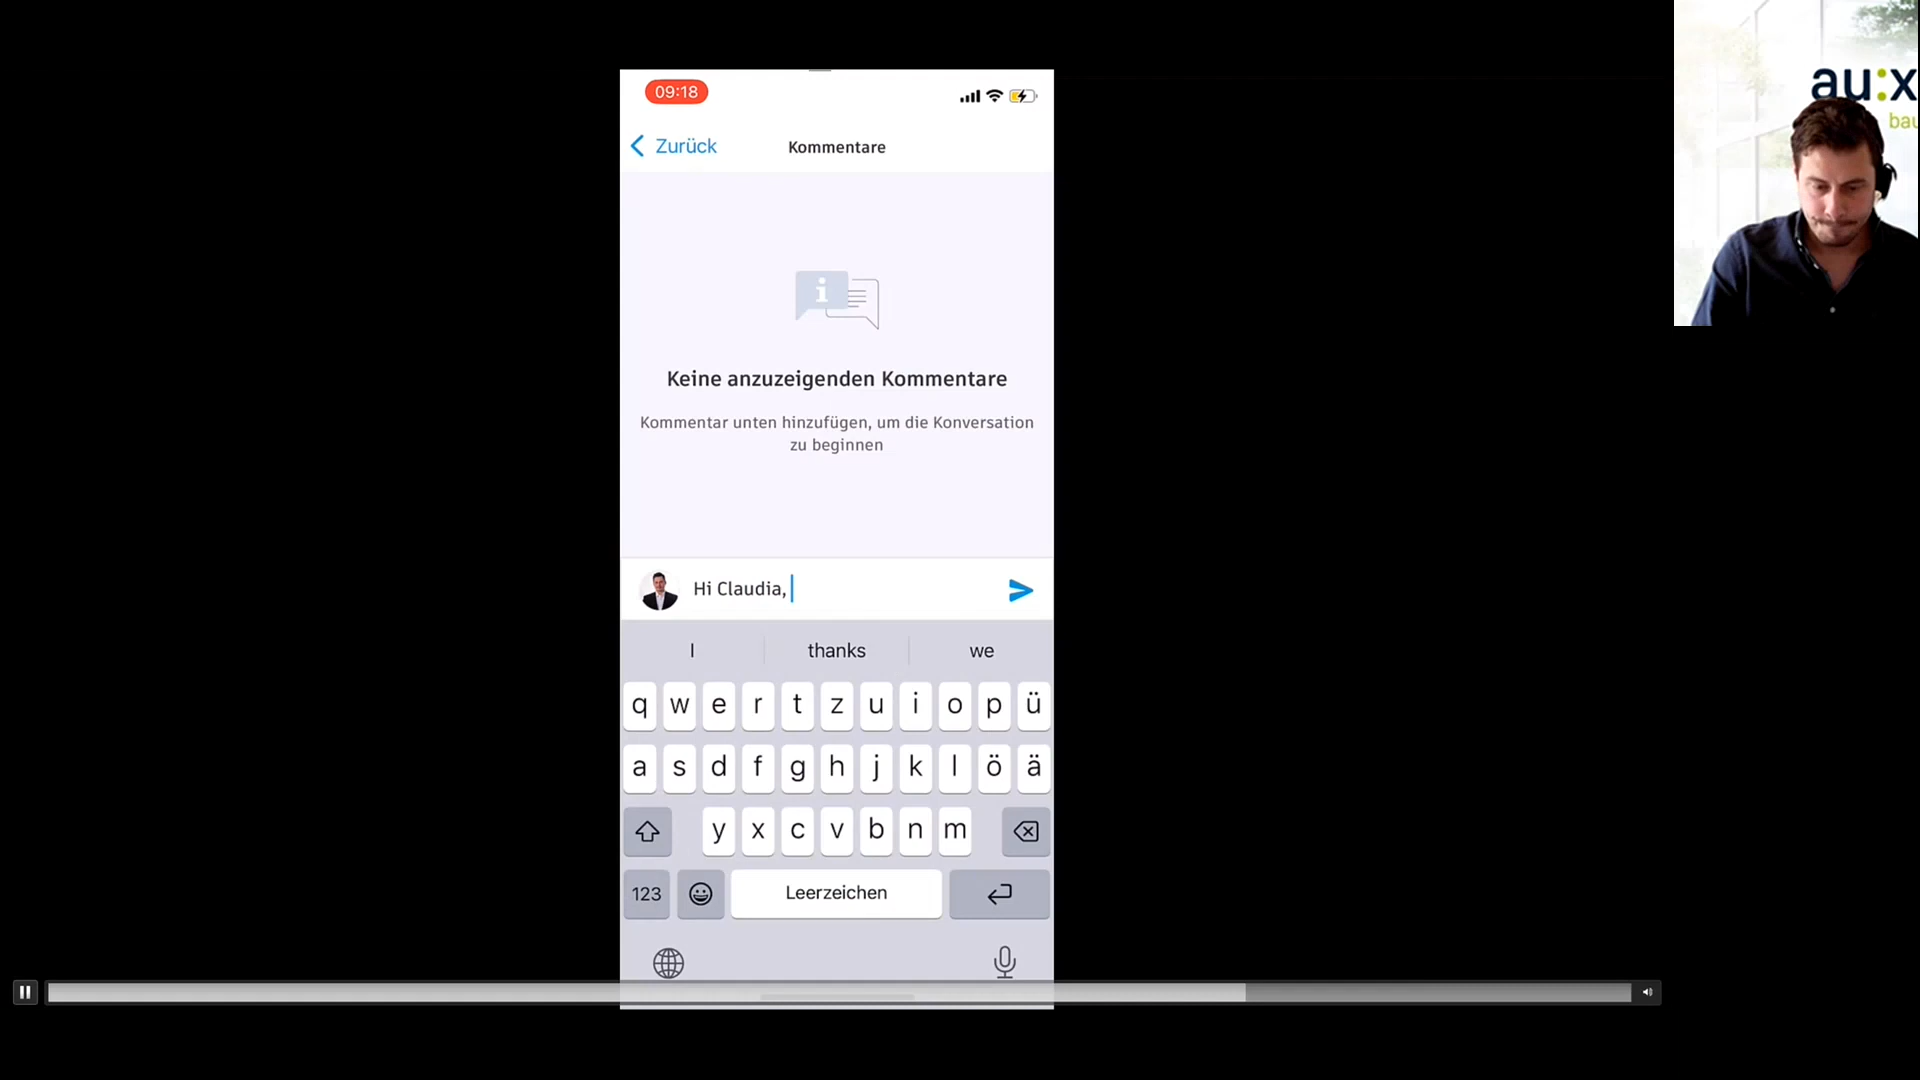 09:18
Zurück
Kommentare
i
Keine anzuzeigenden Kommentare
Kommentar unten hinzufügen, um die Konversation
zu beginnen
Hi Claudia,
I thanks we
q w e r t z u i o p ü
a s d f g h j k l ö ä
y x c v b n m
123 Leerzeichen
au:x
bau